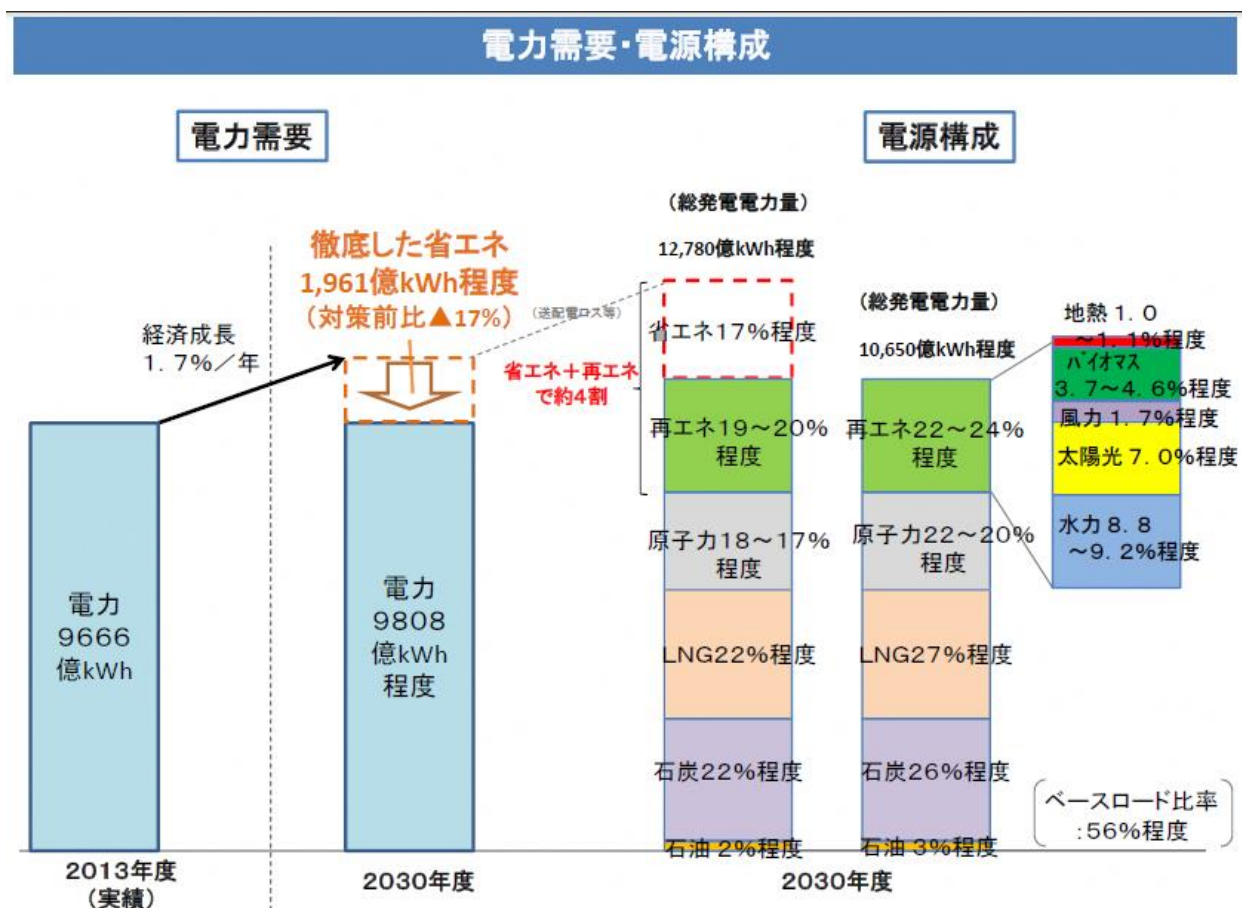 電力需要・電源構成
電力需要
電源構成
経済成長
1.7%/年
徹底した省エネ
1,961億kWh程度
(対策前比▲17%)
(送配電ロス等)
電力
9666
億kWh
電力
9808
億kWh
程度
2013年度
(実績)
2030年度
(総発電電力量)
12,780億kWh程度
省エネ+再エネ
で約4割
省エネ17%程度
再エネ19~20%
程度
原子力18~17%
程度
LNG22%程度
石炭22%程度
石油2%程度
(総発電電力量)
10,650億kWh程度
再エネ22~24%
程度
原子力22~20%
程度
LNG27%程度
石炭26%程度
石油3%程度
2030年度
地熱1.0
~1.1%程度
バイオマス
3.7~4.6%程度
風力1.7%程度
太陽光7.0%程度
水力8.8
~9.2%程度
ベースロード比率
:56%程度